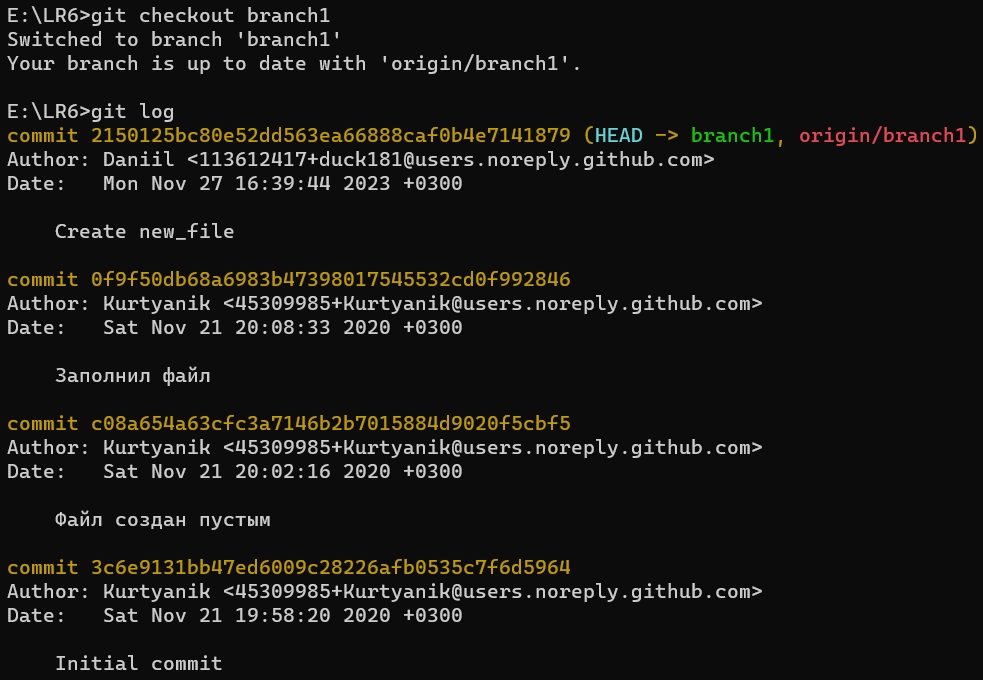 E:\LR6>git checkout branch1
Switched to branch 'branch1'
Your branch is up to date with 'origin/branch1'.
E:\LR6>git log
commit 2150125bc80e52dd563ea66888caf0b4e7141879 (HEAD -> branch1, origin/branch1)
Author: Daniil <113612417+duck181@users.noreply.github.com>
Date:   Mon Nov 27 16:39:44 2023 +0300
Create new_file
commit 0f9f50db68a6983b47398017545532cd0f992846
Author: Kurtyanik <45309985+Kurtyanik@users.noreply.github.com>
Date:   Sat Nov 21 20:08:33 2020 +0300
Заполнил файл
commit c08a654a63cfc3a7146b2b7015884d9020f5cbf5
Author: Kurtyanik <45309985+Kurtyanik@users.noreply.github.com>
Date:   Sat Nov 21 20:02:16 2020 +0300
Файл создан пустым
commit 3c6e9131bb47ed6009c28226afb0535c7f6d5964
Author: Kurtyanik <45309985+Kurtyanik@users.noreply.github.com>
Date:   Sat Nov 21 19:58:20 2020 +0300
Initial commit